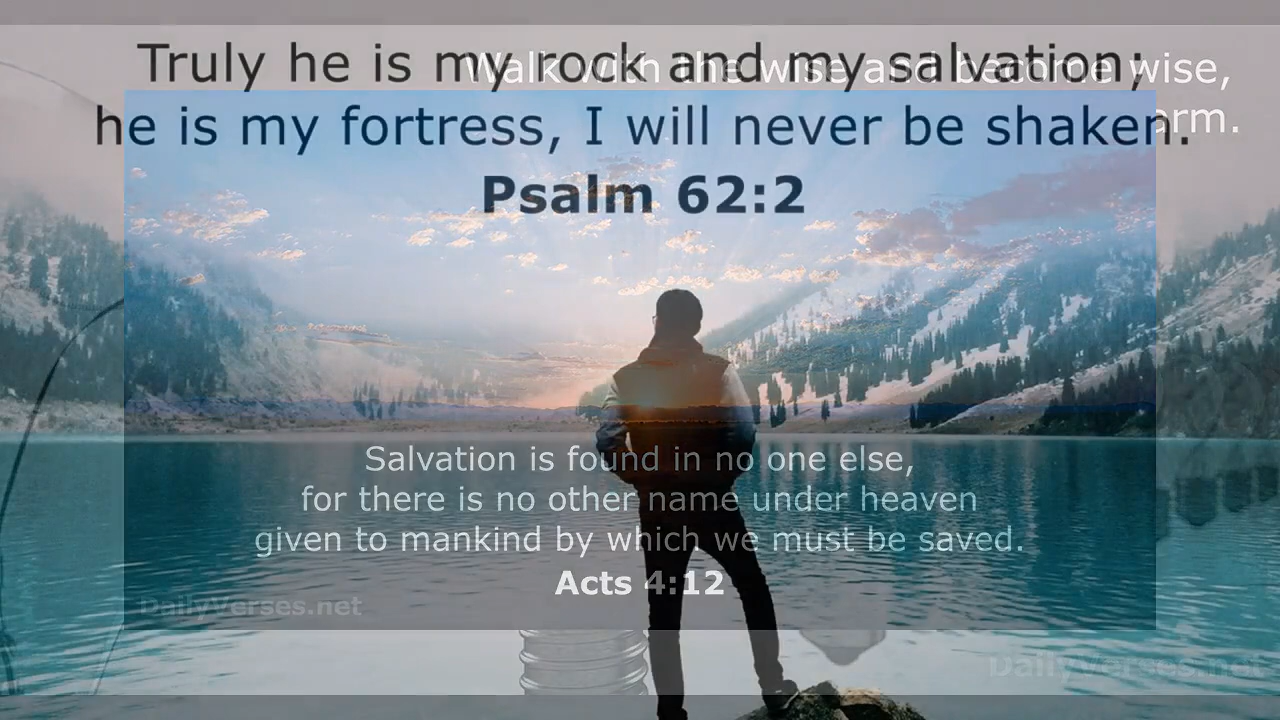 Truly he is my rock and my salvation;
he is my fortress, I will never be shaken.
Psalm 62:2
Walk with the wise and become wise,
arm.
Salvation is found in no one else,
for there is no other name under heaven
given to mankind by which we must be saved.
Acts 4:12
DailyVerses.net
DailyVerses.net